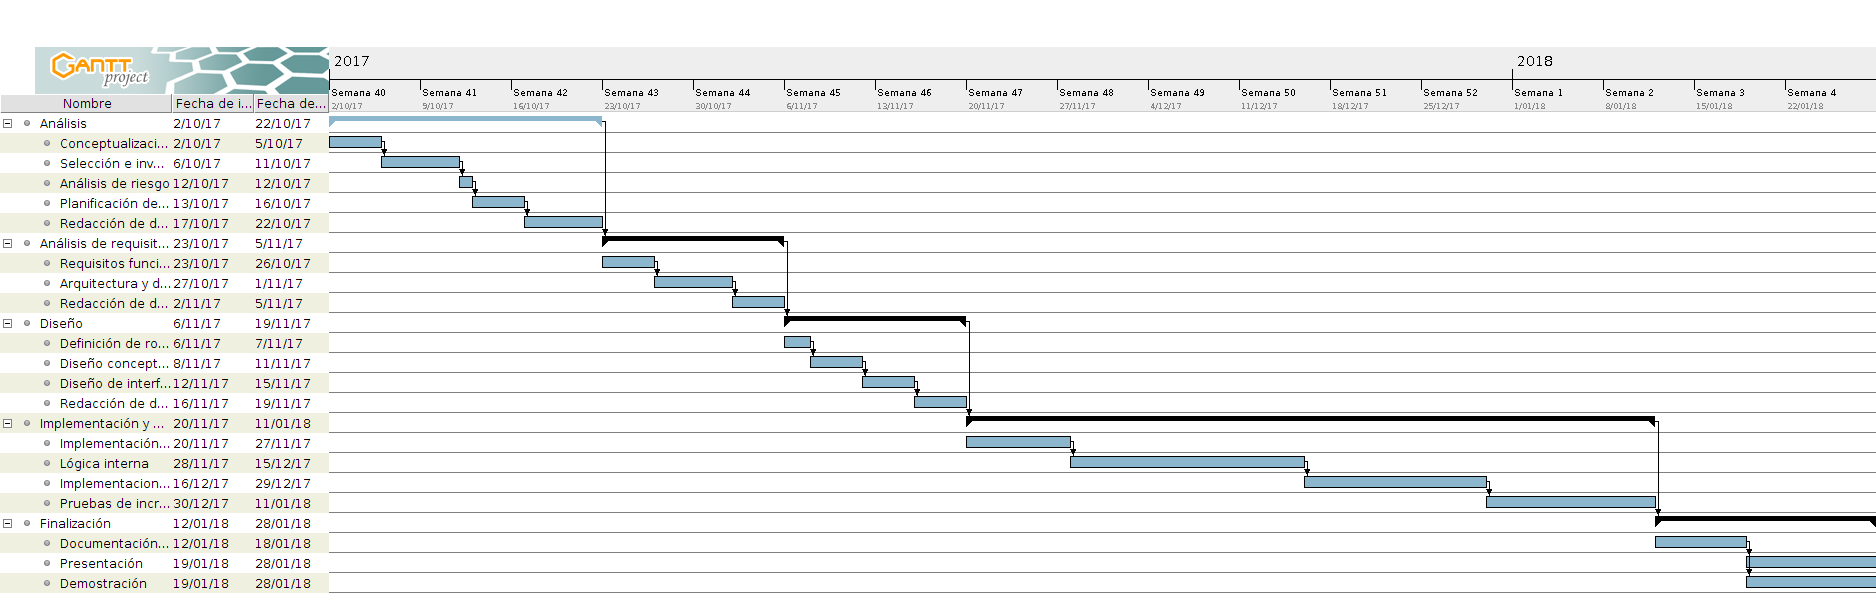 GANTT
project
2017
2018
Nombre Fecha de i... Fecha de...
Semana 40 Semana 41 Semana 42 Semana 43 Semana 44 Semana 45 Semana 46 Semana 47 Semana 48 Semana 49 Semana 50 Semana 51 Semana 52 Semana 1 Semana 2 Semana 3 Semana 4
2/10/17 9/10/17 16/10/17 23/10/17 30/10/17 6/11/17 13/11/17 20/11/17 27/11/17 4/12/17 11/12/17 18/12/17 25/12/17 1/01/18 8/01/18 15/01/18 22/01/18
Análisis 2/10/17 22/10/17
Conceptualizaci... 2/10/17 5/10/17
Selección e inv... 6/10/17 11/10/17
Análisis de riesgo 12/10/17 12/10/17
Planificación de... 13/10/17 16/10/17
Redacción de d... 17/10/17 22/10/17
Análisis de requisit... 23/10/17 5/11/17
Requisitos funci... 23/10/17 26/10/17
Arquitectura y d... 27/10/17 1/11/17
Redacción de d... 2/11/17 5/11/17
Diseño 6/11/17 19/11/17
Definición de ro... 6/11/17 7/11/17
Diseño concept... 8/11/17 11/11/17
Diseño de interf... 12/11/17 15/11/17
Redacción de d... 16/11/17 19/11/17
Implementación y ... 20/11/17 11/01/18
Implementación... 20/11/17 27/11/17
Lógica interna 28/11/17 15/12/17
Implementacion... 16/12/17 29/12/17
Pruebas de incr... 30/12/17 11/01/18
Finalización 12/01/18 28/01/18
Documentación... 12/01/18 18/01/18
Presentación 19/01/18 28/01/18
Demostración 19/01/18 28/01/18